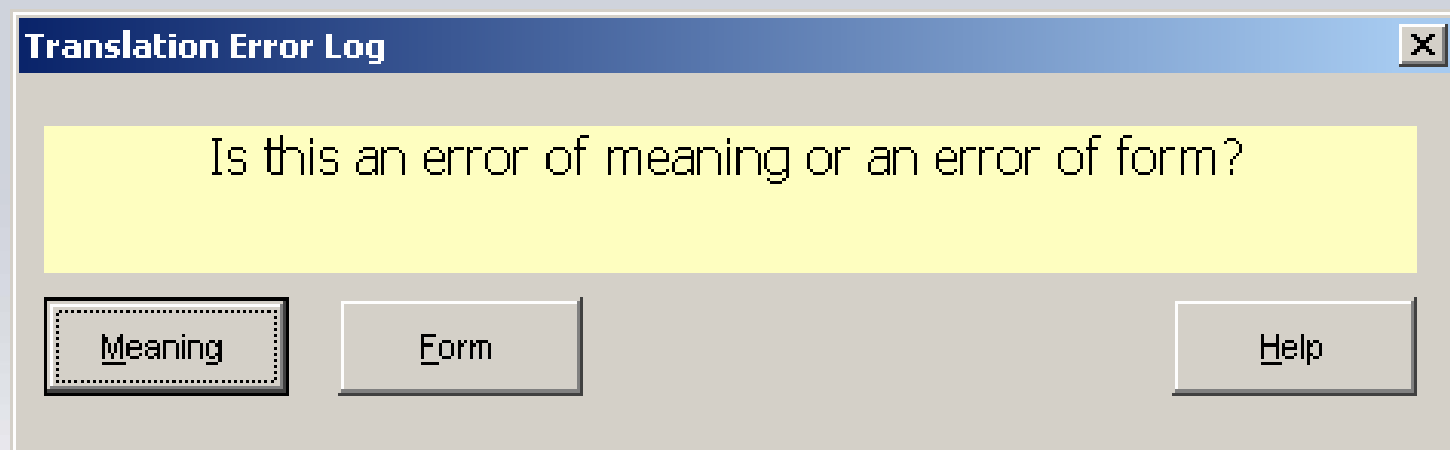 Translation Error Log
Is this an error of meaning or an error of form?
Meaning Form Help